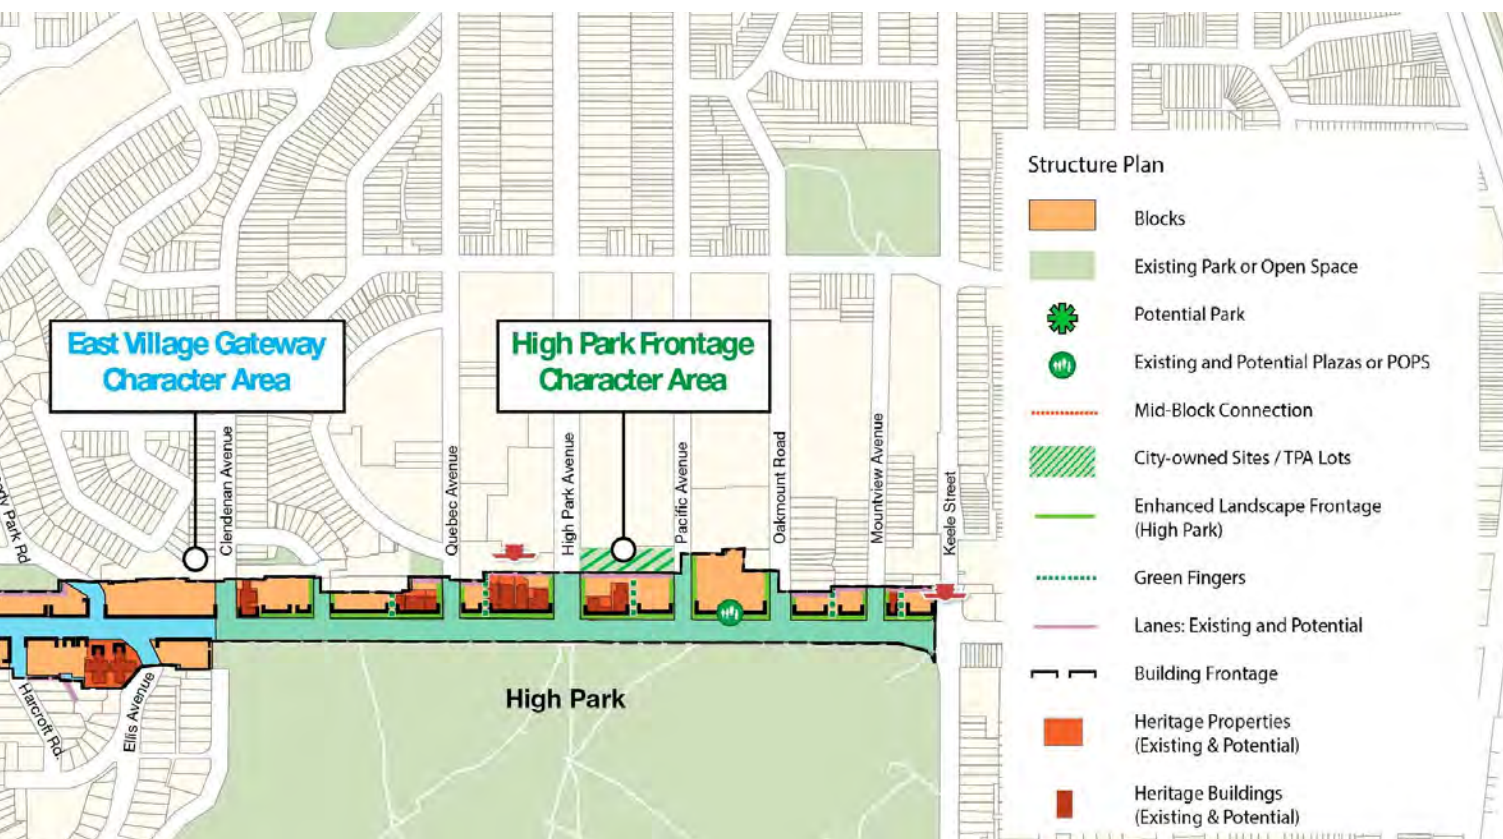 Structure Plan
Blocks
Existing Park or Open Space
Potential Park
Existing and Potential Plazas or POPS
Mid-Block Connection
City-owned Sites / TPA Lots
Enhanced Landscape Frontage
(High Park)
Green Fingers
Lanes: Existing and Potential
Building Frontage
Heritage Properties
(Existing & Potential)
Heritage Buildings
(Existing & Potential)
East Village Gateway
Character Area
High Park Frontage
Character Area
Park Rd
Clendenan Avenue
Quebec Avenue
High Park Avenue
Pacific Avenue
Oakmount Road
Mountview Avenue
Keele Street
High Park
Harcroft Rd.
Ellis Avenue